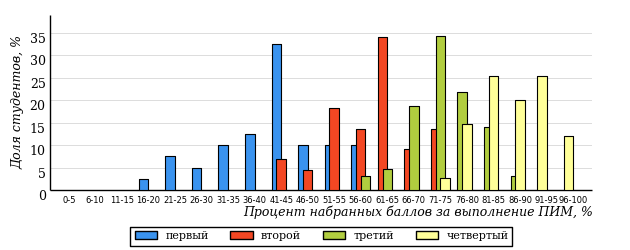 Доля студентов, %
35
30
25
20
15
10
5
0
0-5 6-10 11-15 16-20 21-25 26-30 31-35 36-40 41-45 46-50 51-55 56-60 61-65 66-70 71-75 76-80 81-85 86-90 91-95 96-100
Процент набранных баллов за выполнение ПИМ, %
первый второй третий четвертый